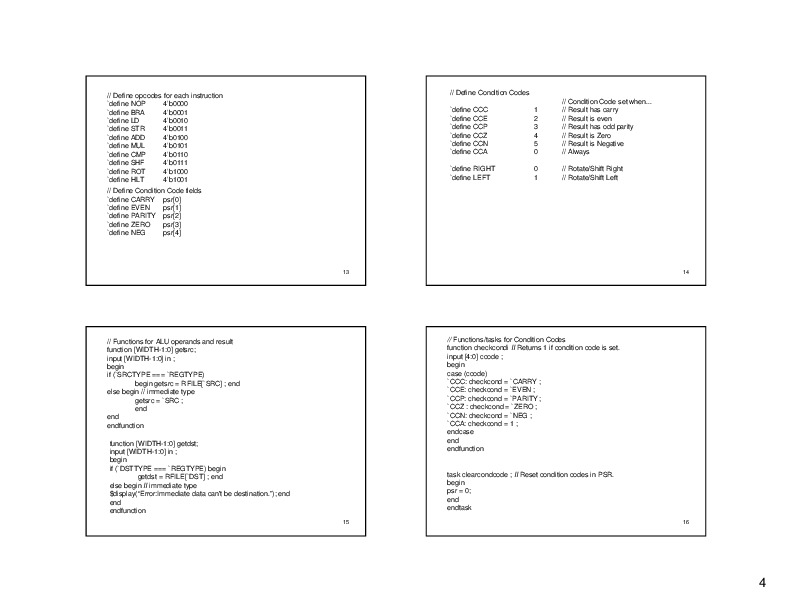 // Define opcodes for each instruction
`define NOP 4'b0000
`define BRA 4'b0001
`define LD 4'b0010
`define STR 4'b0011
`define ADD 4'b0100
`define MUL 4'b0101
`define CMP 4'b0110
`define SHF 4'b0111
`define ROT 4'b1000
`define HLT 4'b1001
// Define Condition Code fields
`define CARRY psr[0]
`define EVEN psr[1]
`define PARITY psr[2]
`define ZERO psr[3]
`define NEG psr[4]
13
// Define Condition Codes
// Condition Code set when...
`define CCC 1 // Result has carry
`define CCE 2 // Result is even
`define CCP 3 // Result has odd parity
`define CCZ 4 // Result is Zero
`define CCN 5 // Result is Negative
`define CCA 0 // Always
`define RIGHT 0 // Rotate/Shift Right
`define LEFT 1 // Rotate/Shift Left
14
// Functions for ALU operands and result
function [WIDTH-1:0] getsrc;
input [WIDTH-1:0] in ;
begin
if (`SRCTYPE === `REGTYPE)
begin getsrc = RFILE[`SRC] ; end
else begin // immediate type
getsrc = `SRC ;
end
end
endfunction
function [WIDTH-1:0] getdst;
input [WIDTH-1:0] in ;
begin
if (`DSTTYPE === `REGTYPE) begin
getdst = RFILE[`DST] ; end
else begin // immediate type
$display("Error:Immediate data can't be destination."); end
end
endfunction
15
// Functions/tasks for Condition Codes
function checkcond; // Returns 1 if condition code is set.
input [4:0] ccode ;
begin
case (ccode)
`CCC: checkcond = `CARRY ;
`CCE: checkcond = `EVEN ;
`CCP: checkcond = `PARITY ;
`CCZ : checkcond = `ZERO ;
`CCN: checkcond = `NEG ;
`CCA: checkcond = 1 ;
endcase
end
endfunction
task clearcondcode ; // Reset condition codes in PSR.
begin
psr = 0;
end
endtask
16
4